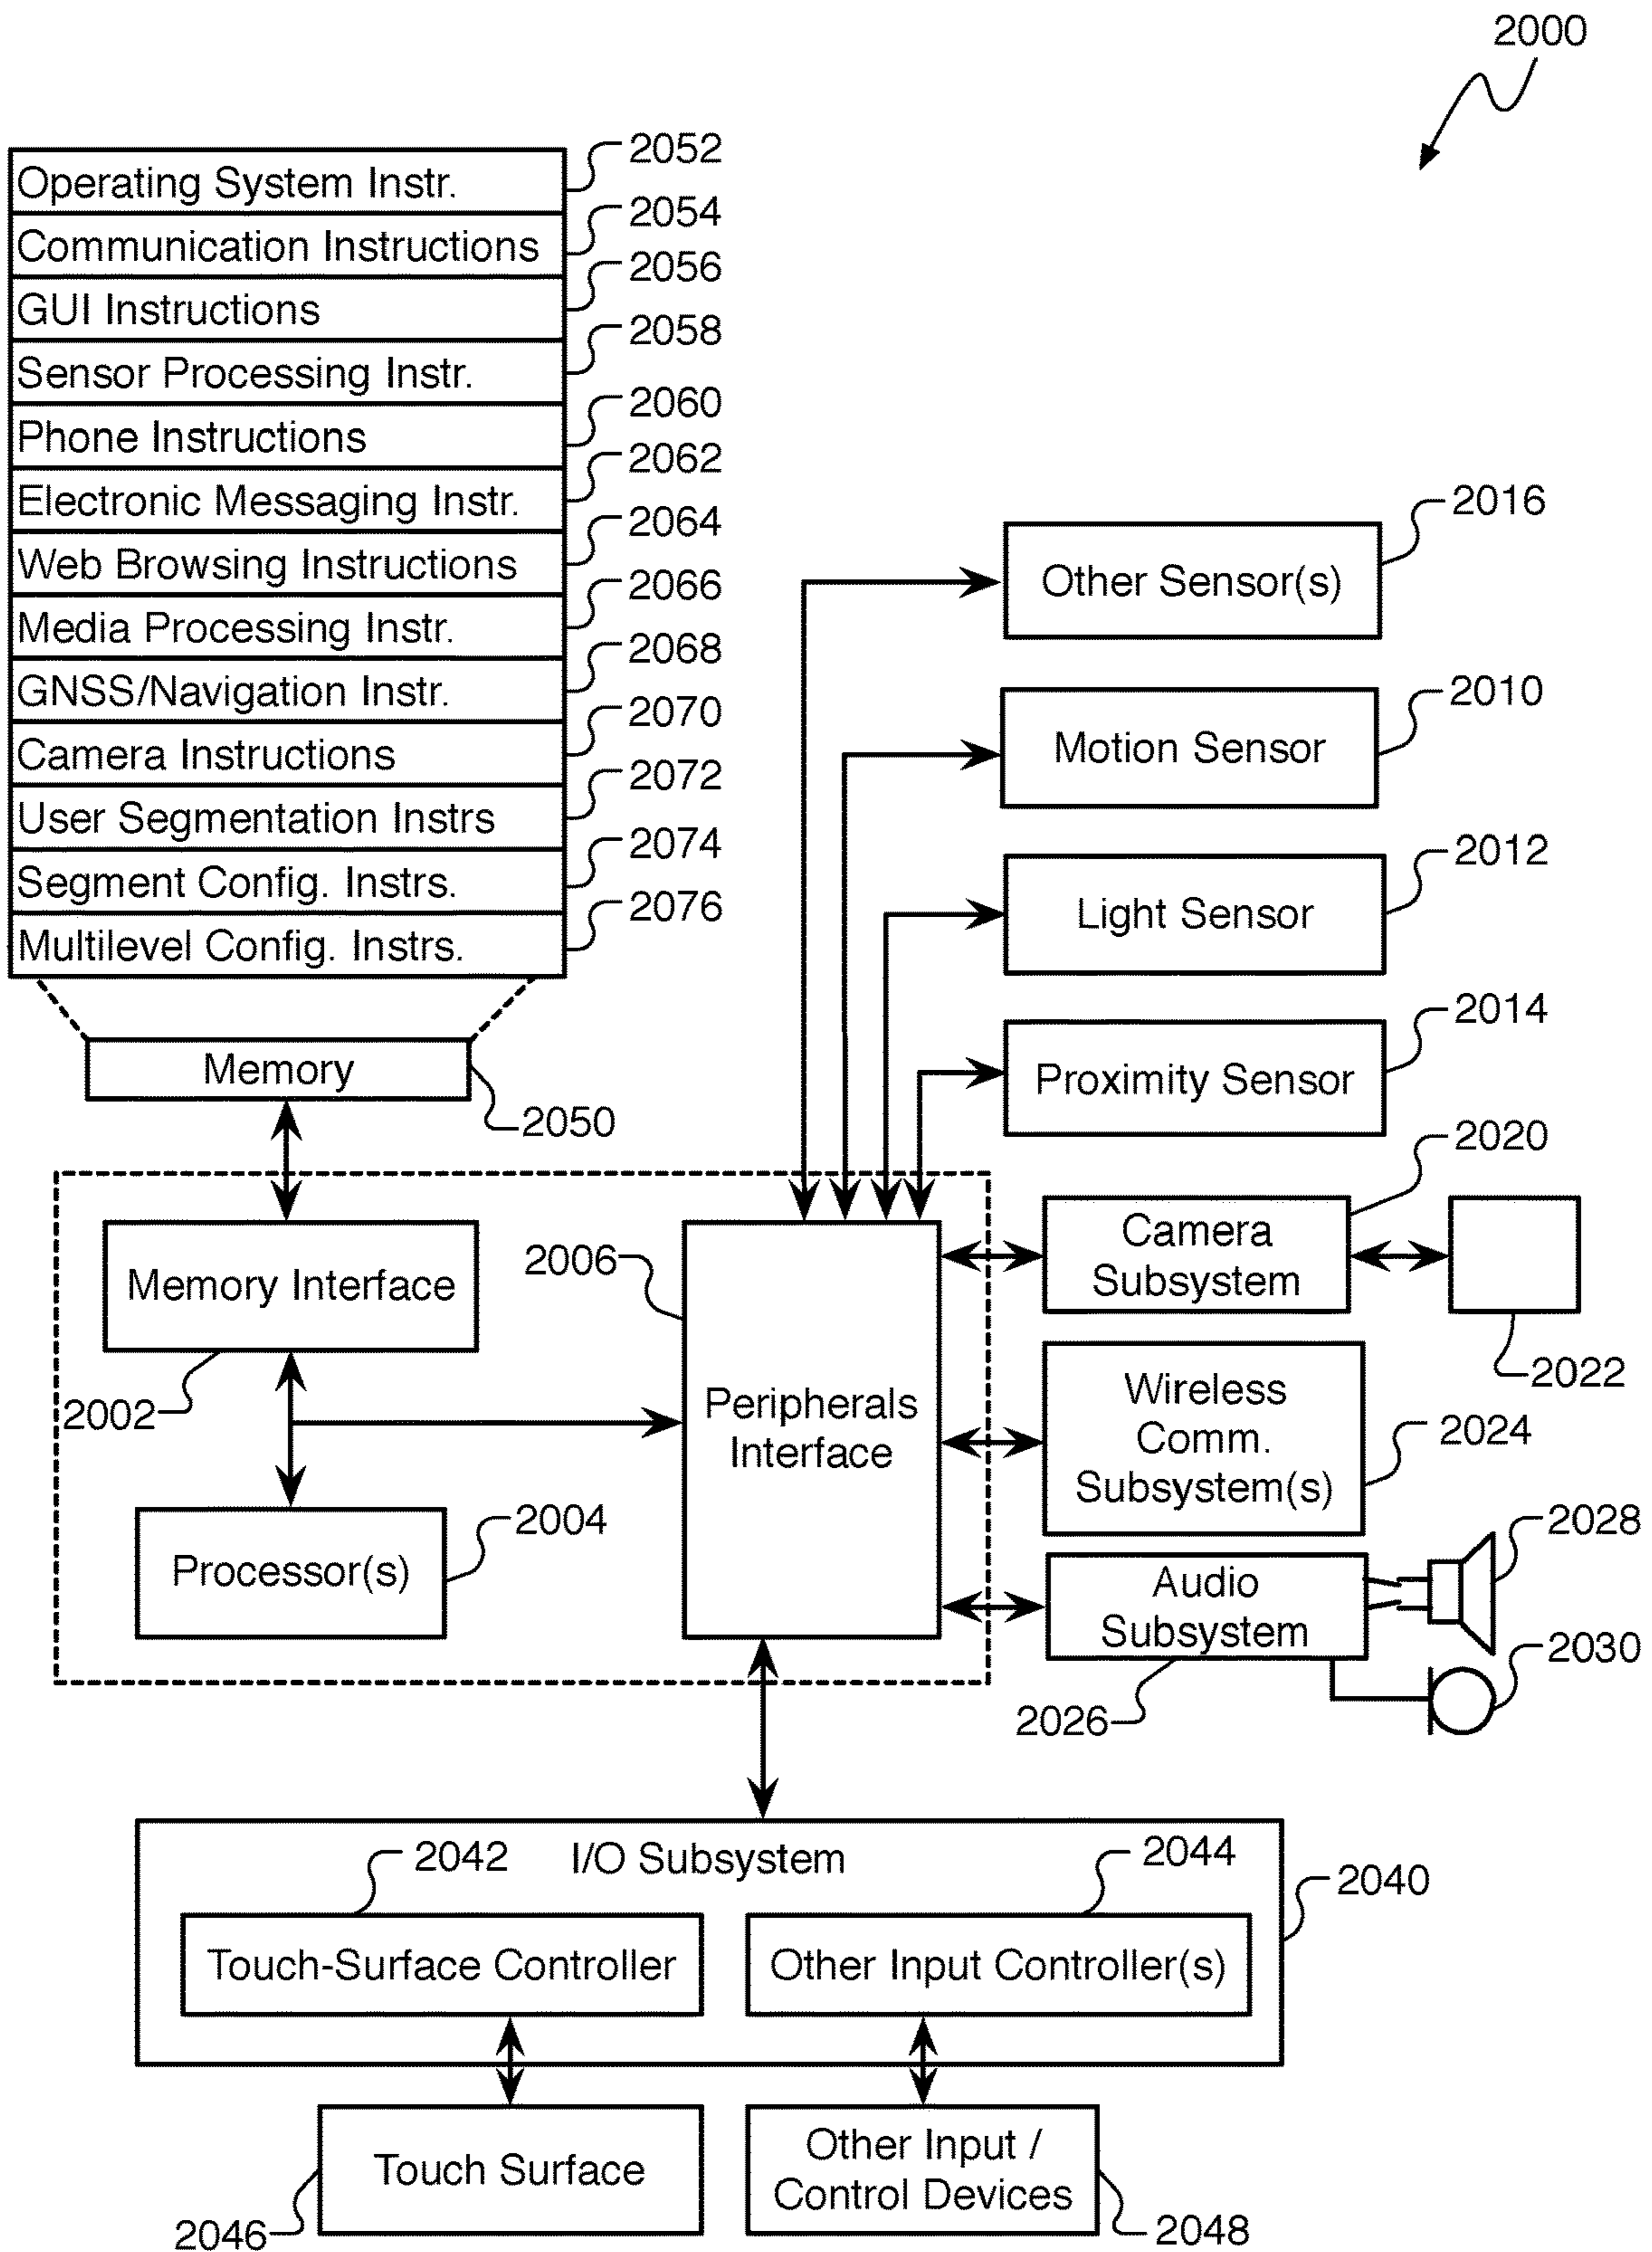 2000
Operating System Instr.
2052
Communication Instructions
2054
GUI Instructions
2056
Sensor Processing Instr.
2058
Phone Instructions
2060
Electronic Messaging Instr.
2062
Web Browsing Instructions
2064
Media Processing Instr.
2066
GNSS/Navigation Instr.
2068
Camera Instructions
2070
User Segmentation Instrs
2072
Segment Config. Instrs.
2074
Multilevel Config. Instrs.
2076
Memory
2050
Other Sensor(s)
2016
Motion Sensor
2010
Light Sensor
2012
Proximity Sensor
2014
Memory Interface
2002
Processor(s)
2004
2006
Peripherals
Interface
Camera
Subsystem
2020
2022
Wireless
Comm.
Subsystem(s)
2024
Audio
Subsystem
2026
2028
2030
I/O Subsystem
2040
2042
Touch-Surface Controller
2044
Other Input Controller(s)
Touch Surface
2046
Other Input /
Control Devices
2048